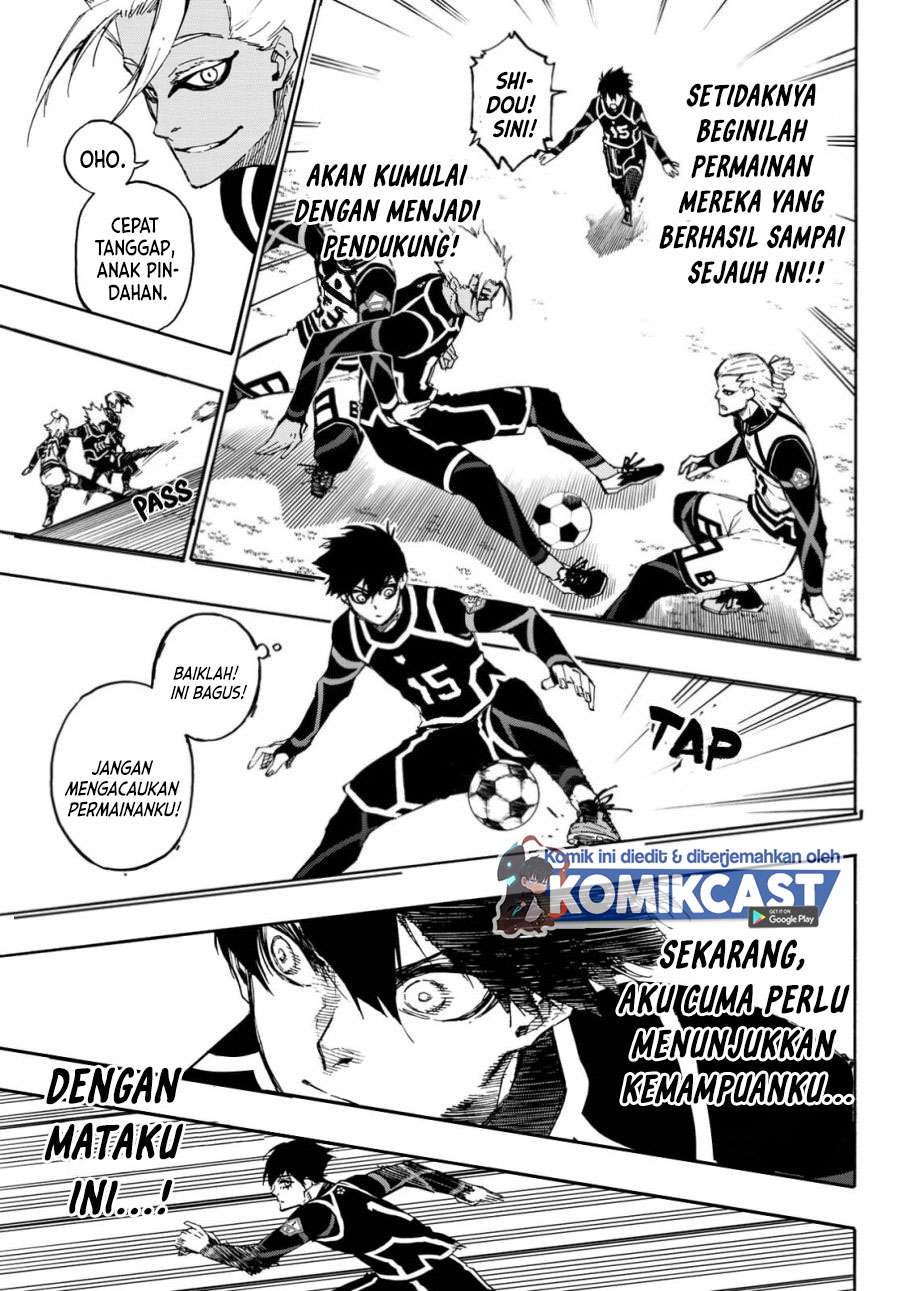 SETIDAKNYA
BEGINILAH
PERMAINAN
MEREKA YANG
BERHASIL SAMPAI
SEJAUH INI!!
SHI-
DOU!
SINI!
15
AKAN KUMULAI
DENGAN MENJADI
PENDUKUNG!
B
B
OHO.
CEPAT
TANGGAP,
ANAK PIN-
DAHAN.
PASS
TAP
15
BAIKLAH!
INI BAGUS!
JANGAN
MENGACAUKAN
PERMAINANKU!
Komik ini diedit & diterjemahkan oleh
KOMIKCAST
GET IT ON
Google Play
SEKARANG,
AKU CUMA PERLU
MENUNJUKKAN
KEMAMPUANKU...
DENGAN
MATAKU
INI...!